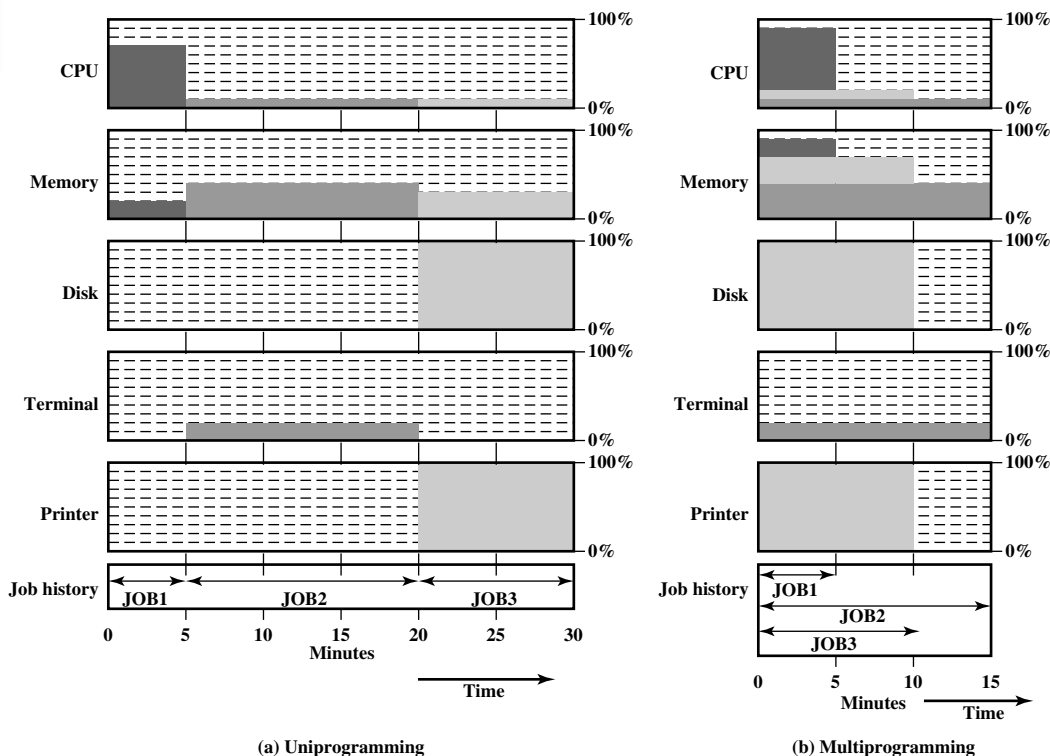 100%
CPU
0%
100%
Memory
0%
100%
Disk
0%
100%
Terminal
0%
100%
Printer
0%
Job history
JOB1 JOB2 JOB3
0 5 10 15 20 25 30
Minutes
Time
(a) Uniprogramming
100%
CPU
0%
100%
Memory
0%
100%
Disk
0%
100%
Terminal
0%
100%
Printer
0%
Job history
JOB1
JOB2
JOB3
0 5 10 15
Minutes
Time
(b) Multiprogramming